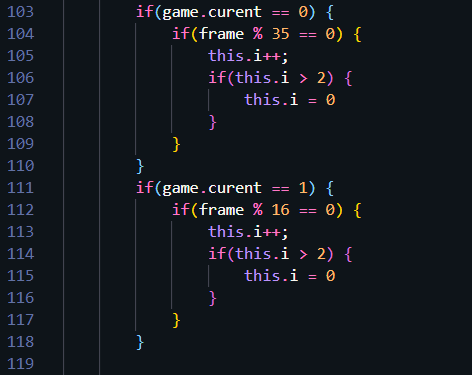 103 if(game.curent == 0) {
104 if(frame % 35 == 0) {
105 this.i++;
106 if(this.i > 2) {
107 this.i = 0
108 }
109 }
110 }
111 if(game.curent == 1) {
112 if(frame % 16 == 0) {
113 this.i++;
114 if(this.i > 2) {
115 this.i = 0
116 }
117 }
118 }
119